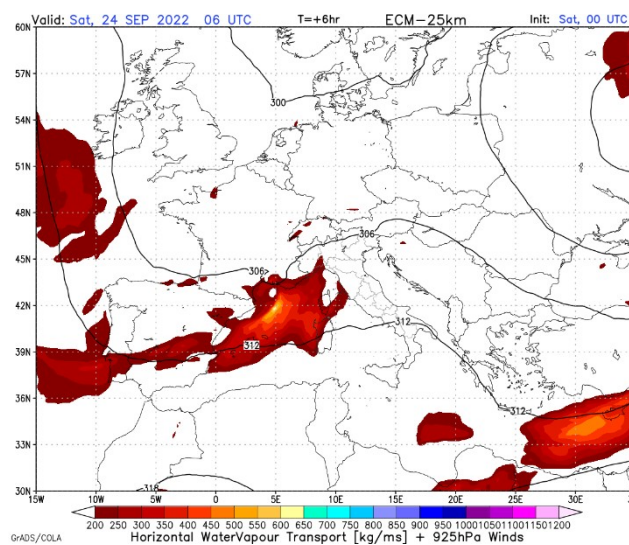 Valid: Sat, 24 SEP 2022 06 UTC T=+6hr ECM-25km Init: Sat, 00 UTC
60N
57N
300
54N
51N
48N
306
45N
306
42N
312
312
39N
36N
312
33N
318
30N
15W 10W 5W 0 5E 10E 15E 20E 25E 30E
200 250 300 350 400 450 500 550 600 650 700 750 800 850 900 950 1000 1050 1100 1150 1200
GrADS/COLA Horizontal WaterVapour Transport [kg/ms] + 925hPa Winds